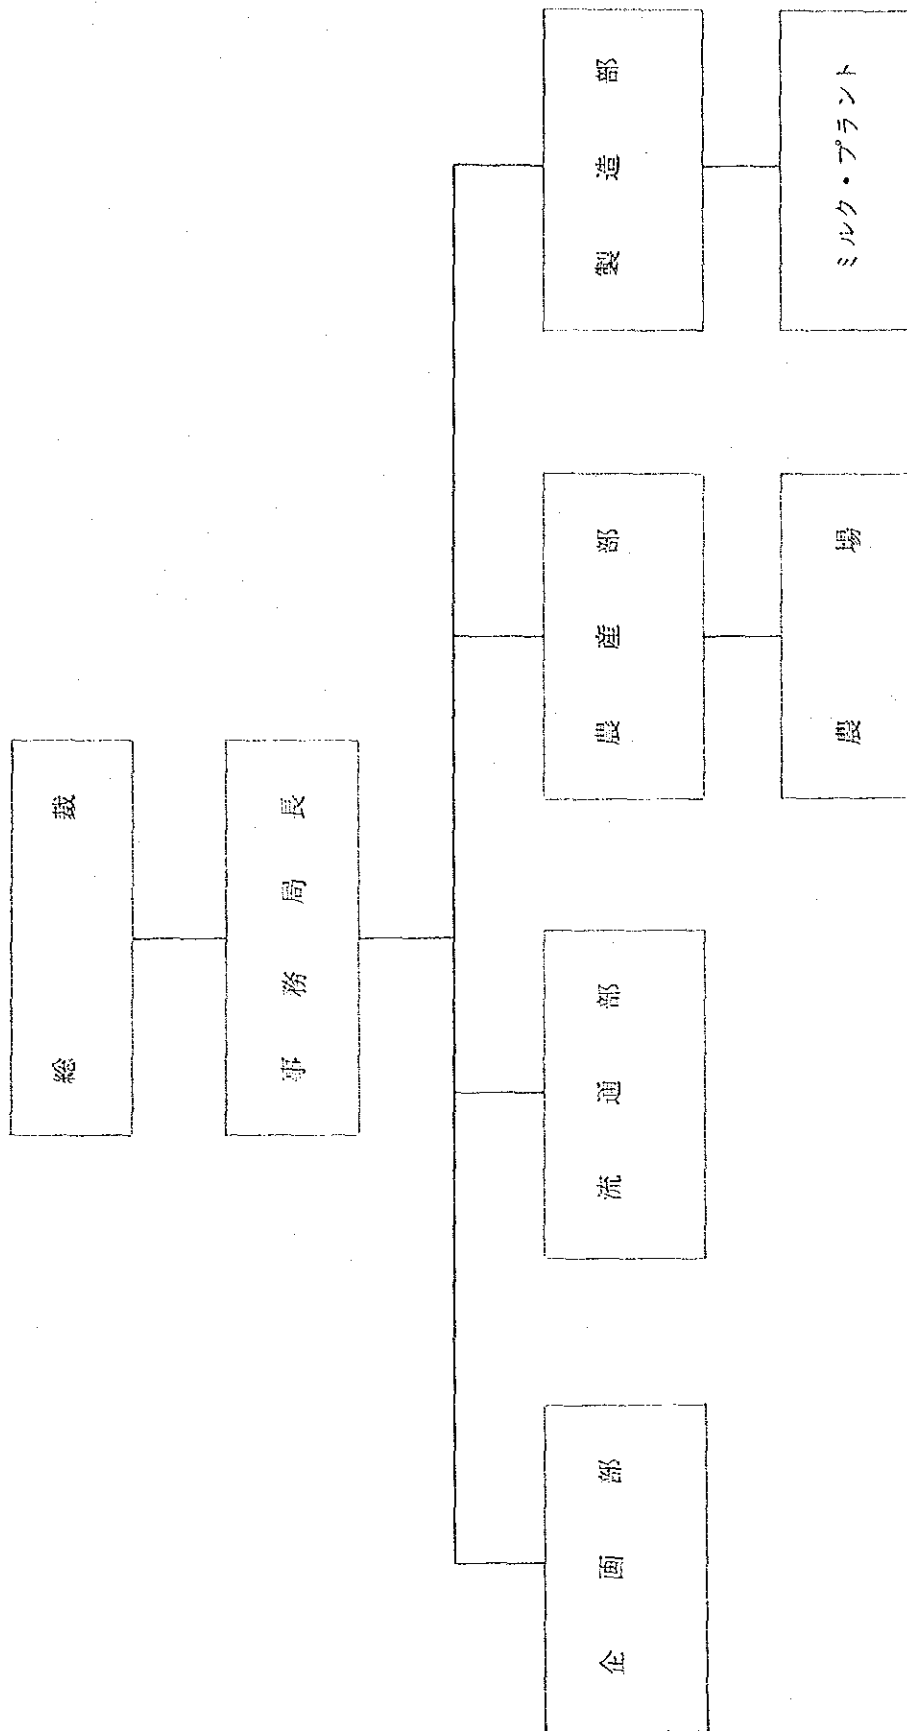 総裁
事務局長
企画部
流通部
農産部
製造部
農場
ミルク・プラント